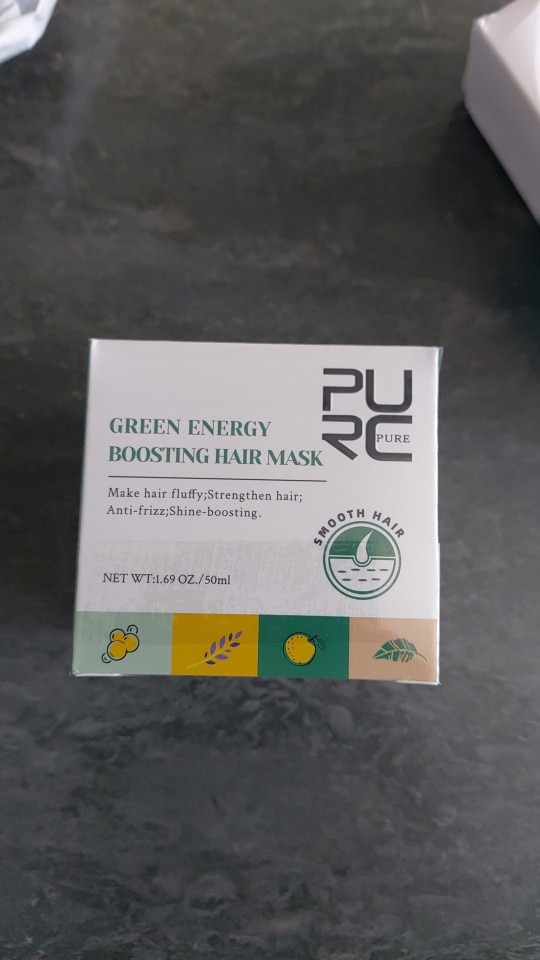 PURC
PURE
GREEN ENERGY
BOOSTING HAIR MASK
Make hair fluffy;Strengthen hair;
Anti-frizz;Shine-boosting.
SMOOTH HAIR
NET WT:1.69 OZ./50ml